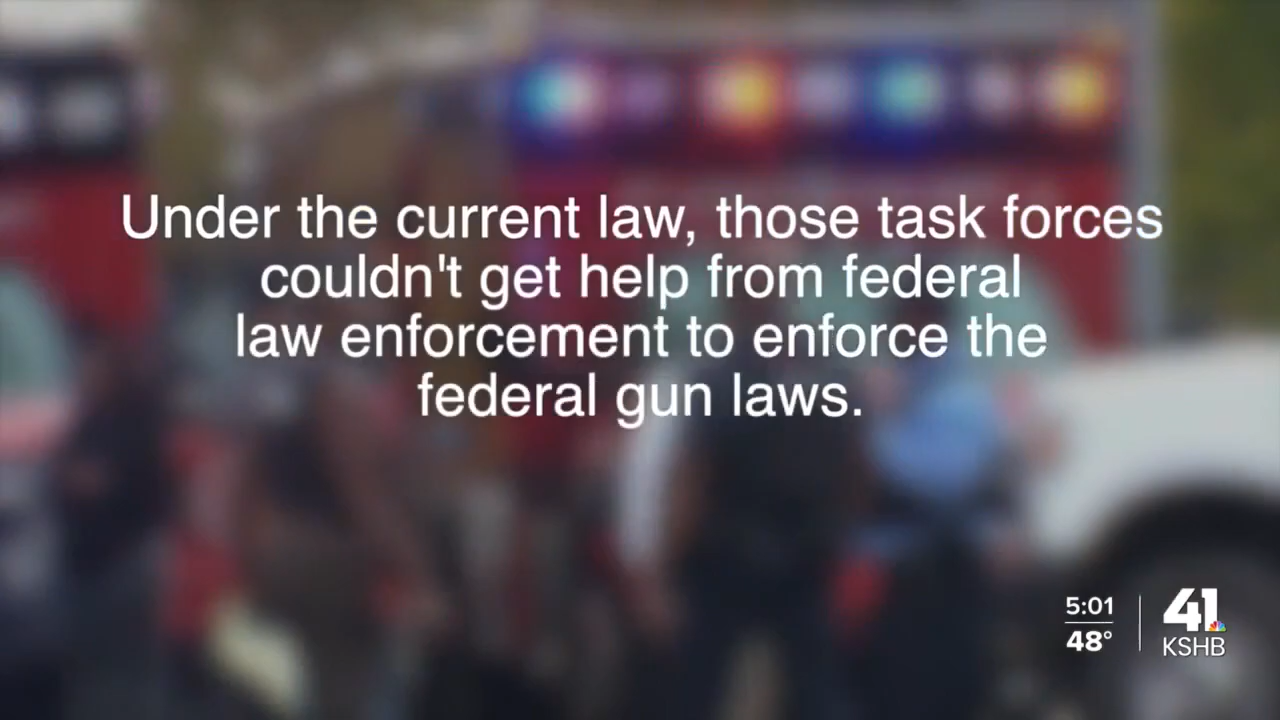 Under the current law, those task forces
couldn't get help from federal
law enforcement to enforce the
federal gun laws.
5:01
48°
41
KSHB